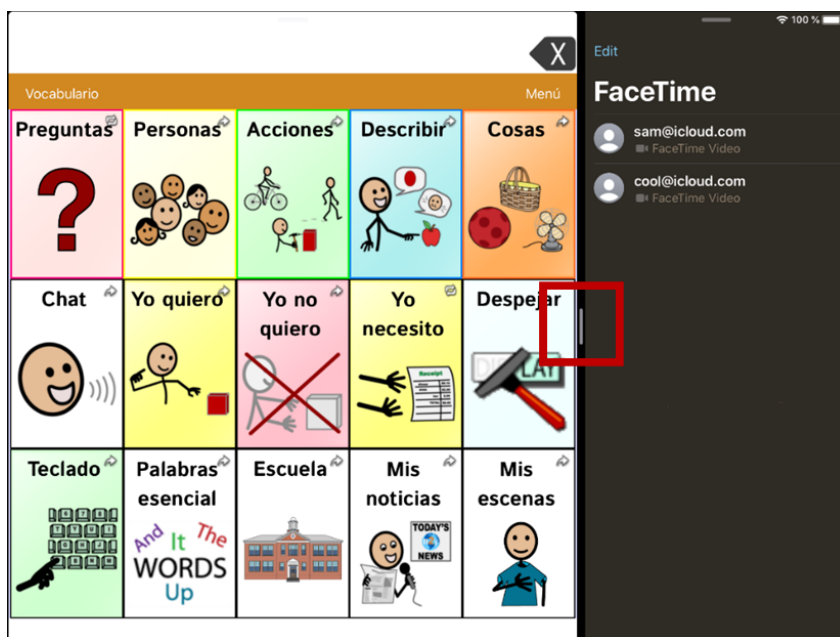 100 %
X
Vocabulario
Menú
Preguntas
?
Personas
Acciones
Describir
Cosas
Chat
Yo quiero
Yo no
quiero
Yo
necesito
Receipt
Despejar
DISPLAY
Teclado
Palabras
esencial
And It The
WORDS
Up
Escuela
Mis
noticias
TODAY'S
NEWS
Mis
escenas
Edit
FaceTime
sam@icloud.com
FaceTime Video
cool@icloud.com
FaceTime Video